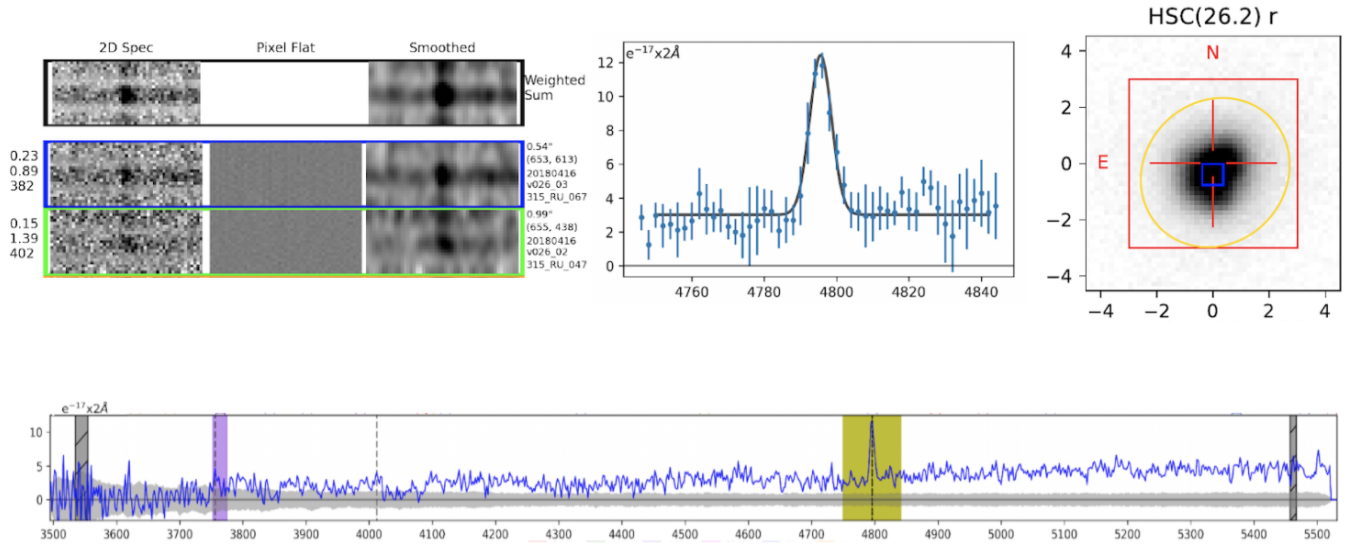 HSC(26.2) r
2D Spec Pixel Flat Smoothed
Weighted
Sum
0.23
0.89
382
0.54"
(653, 613)
20180416
v026_03
315_RU_067
0.15
1.39
402
0.99"
(655, 438)
20180416
v026_02
315_RU_047
e⁻¹⁷x2Å
12
10
8
6
4
2
0
4760 4780 4800 4820 4840
N
E
4
2
0
−2
−4
−4 −2 0 2 4
e⁻¹⁷x2Å
10
5
0
3500 3600 3700 3800 3900 4000 4100 4200 4300 4400 4500 4600 4700 4800 4900 5000 5100 5200 5300 5400 5500